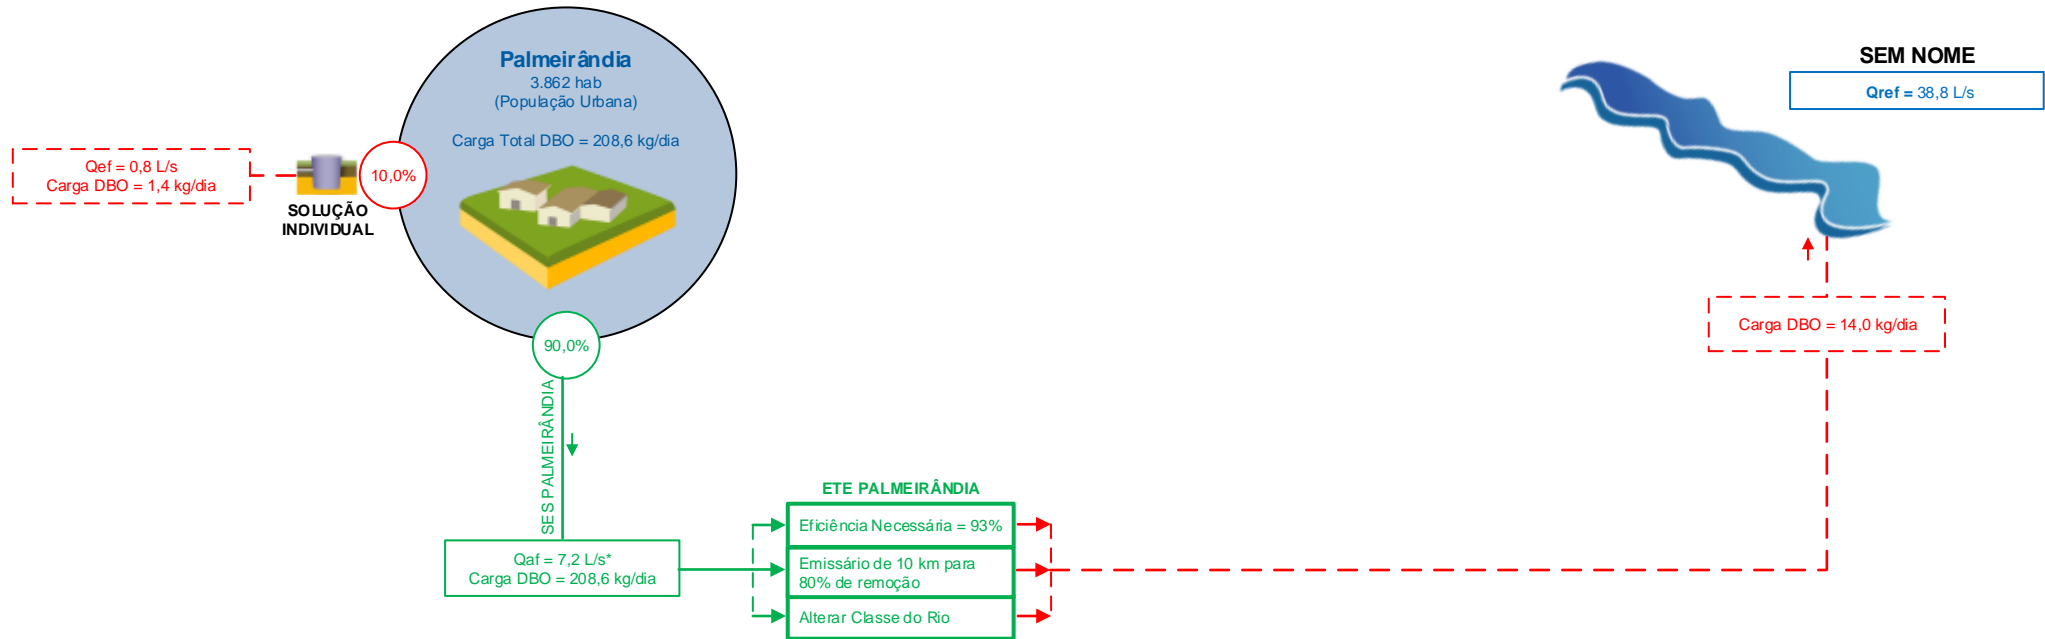 Palmeirândia
3.862 hab
(População Urbana)
Carga Total DBO = 208,6 kg/dia
SEM NOME
Qref = 38,8 L/s
Qef = 0,8 L/s
Carga DBO = 1,4 kg/dia
10,0%
SOLUÇÃO
INDIVIDUAL
90,0%
SES PALMEIRÂNDIA
Carga DBO = 14,0 kg/dia
ETE PALMEIRÂNDIA
Qaf = 7,2 L/s*
Carga DBO = 208,6 kg/dia
Eficiência Necessária = 93%
Emissário de 10 km para
80% de remoção
Alterar Classe do Rio